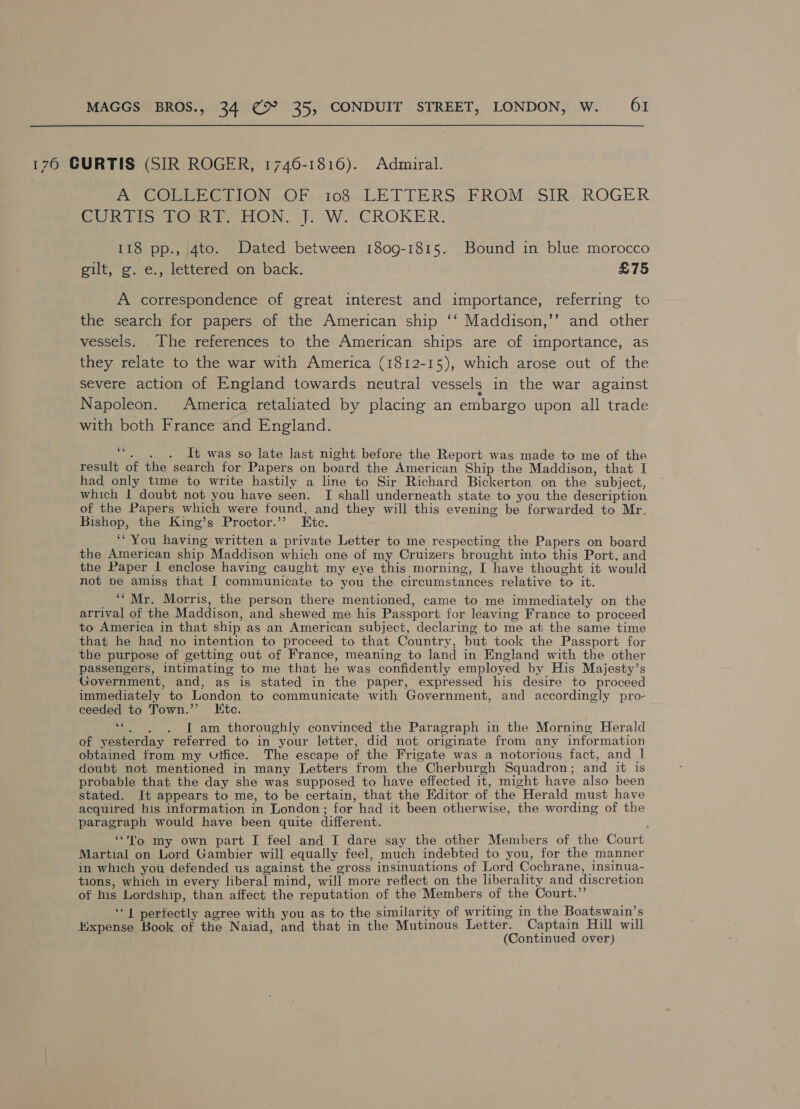 MAGGS BROS., 34 & 35, CONDUIT STREET, LONDON, W. 61
176 CURTIS (SIR ROGER, 1746-1816). Admiral.
A COLLECTION OF 108 LETTERS FROM SIR ROGER
CURTIS TO RT. HON. J. W. CROKER.
118 pp., 4to. Dated between 1809-1815. Bound in blue morocco
gilt, g. e., lettered on back. £75
A correspondence of great interest and importance, referring to
the search for papers of the American ship “ Maddison,” and other
vessels. The references to the American ships are of importance, as
they relate to the war with America (1812-15), which arose out of the
severe action of England towards neutral vessels in the war against
Napoleon. America retaliated by placing an embargo upon all trade
with both France and England.
“. . . It was so late last night before the Report was made to me of the
result of the search for Papers on board the American Ship the Maddison, that I
had only time to write hastily a line to Sir Richard Bickerton on the subject,
which I doubt not you have seen. I shall underneath state to you the description
of the Papers which were found, and they will this evening be forwarded to Mr.
Bishop, the King's Proctor.” Etc.
“ You having written a private Letter to me respecting the Papers on board
the American ship Maddison which one of my Cruizers brought into this Port, and
the Paper I enclose having caught my eye this morning, I have thought it would
not be amiss that I communicate to you the circumstances relative to it.
“ Mr. Morris, the person there mentioned, came to me immediately on the
arrival of the Maddison, and shewed me his Passport for leaving France to proceed
to America in that ship as an American subject, declaring to me at the same time
that he had no intention to proceed to that Country, but took the Passport for
the purpose of getting out of France, meaning to land in England with the other
passengers, intimating to me that he was confidently employed by His Majesty's
Government, and, as is stated in the paper, expressed his desire to proceed
immediately to London to communicate with Government, and accordingly pro-
ceeded to Town.” Etc.
“. . . I am thoroughly convinced the Paragraph in the Morning Herald
of yesterday referred to in your letter, did not originate from any information
obtained from my Office. The escape of the Frigate was a notorious fact, and I
doubt not mentioned in many Letters from the Cherburgh Squadron; and it is
probable that the day she was supposed to have effected it, might have also been
stated. It appears to me, to be certain, that the Editor of the Herald must have
acquired his information in London; for had it been otherwise, the wording of the
paragraph would have been quite different.
“To my own part I feel and I dare say the other Members of the Court
Martial on Lord Gambier will equally feel, much indebted to you, for the manner
in which you defended us against the gross insinuations of Lord Cochrane, insinua-
tions, which in every liberal mind, will more reflect on the liberality and discretion
of his Lordship, than affect the reputation of the Members of the Court.”
“ I perfectly agree with you as to the similarity of writing in the Boatswain's
Expense Book of the Naiad, and that in the Mutinous Letter. Captain Hill will
(Continued over)